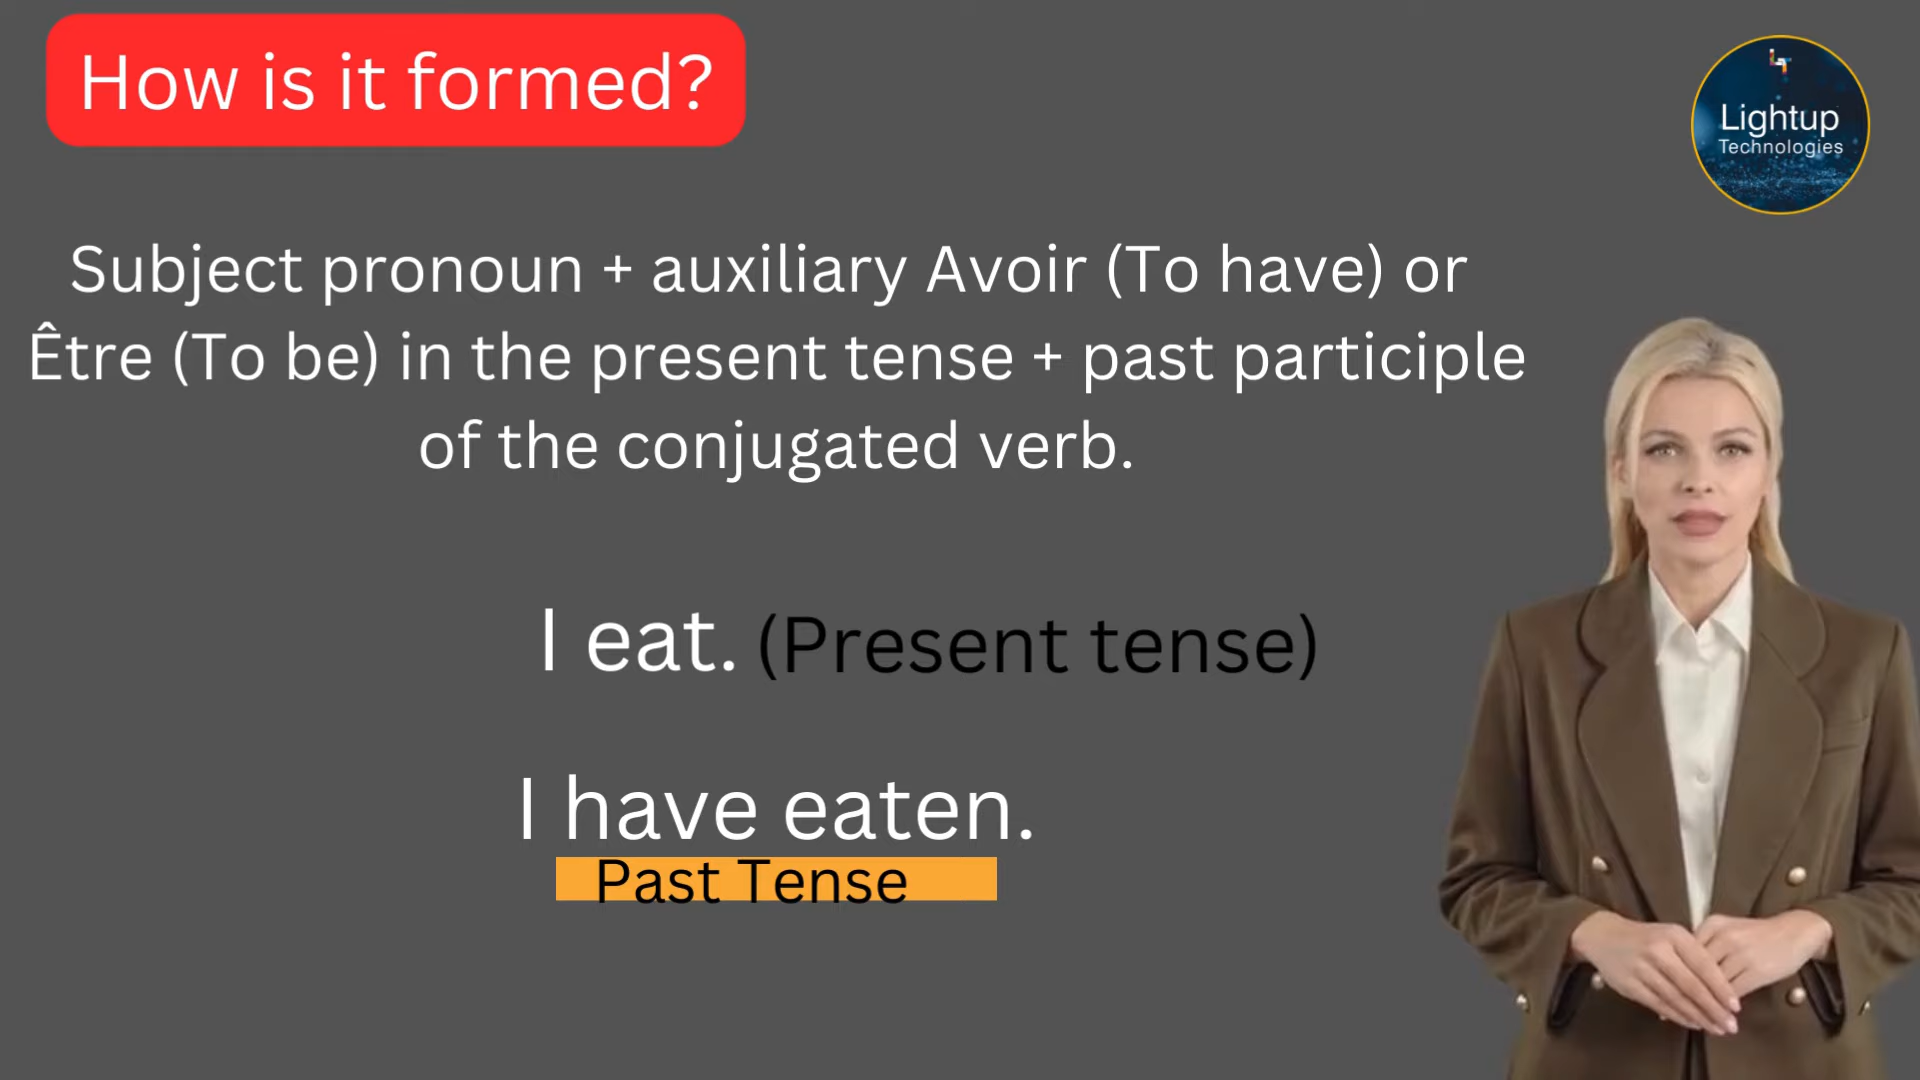 How is it formed?
Lightup
Technologies
Subject pronoun + auxiliary Avoir (To have) or
Être (To be) in the present tense + past participle
of the conjugated verb.
I eat. (Present tense)
I have eaten.
Past Tense